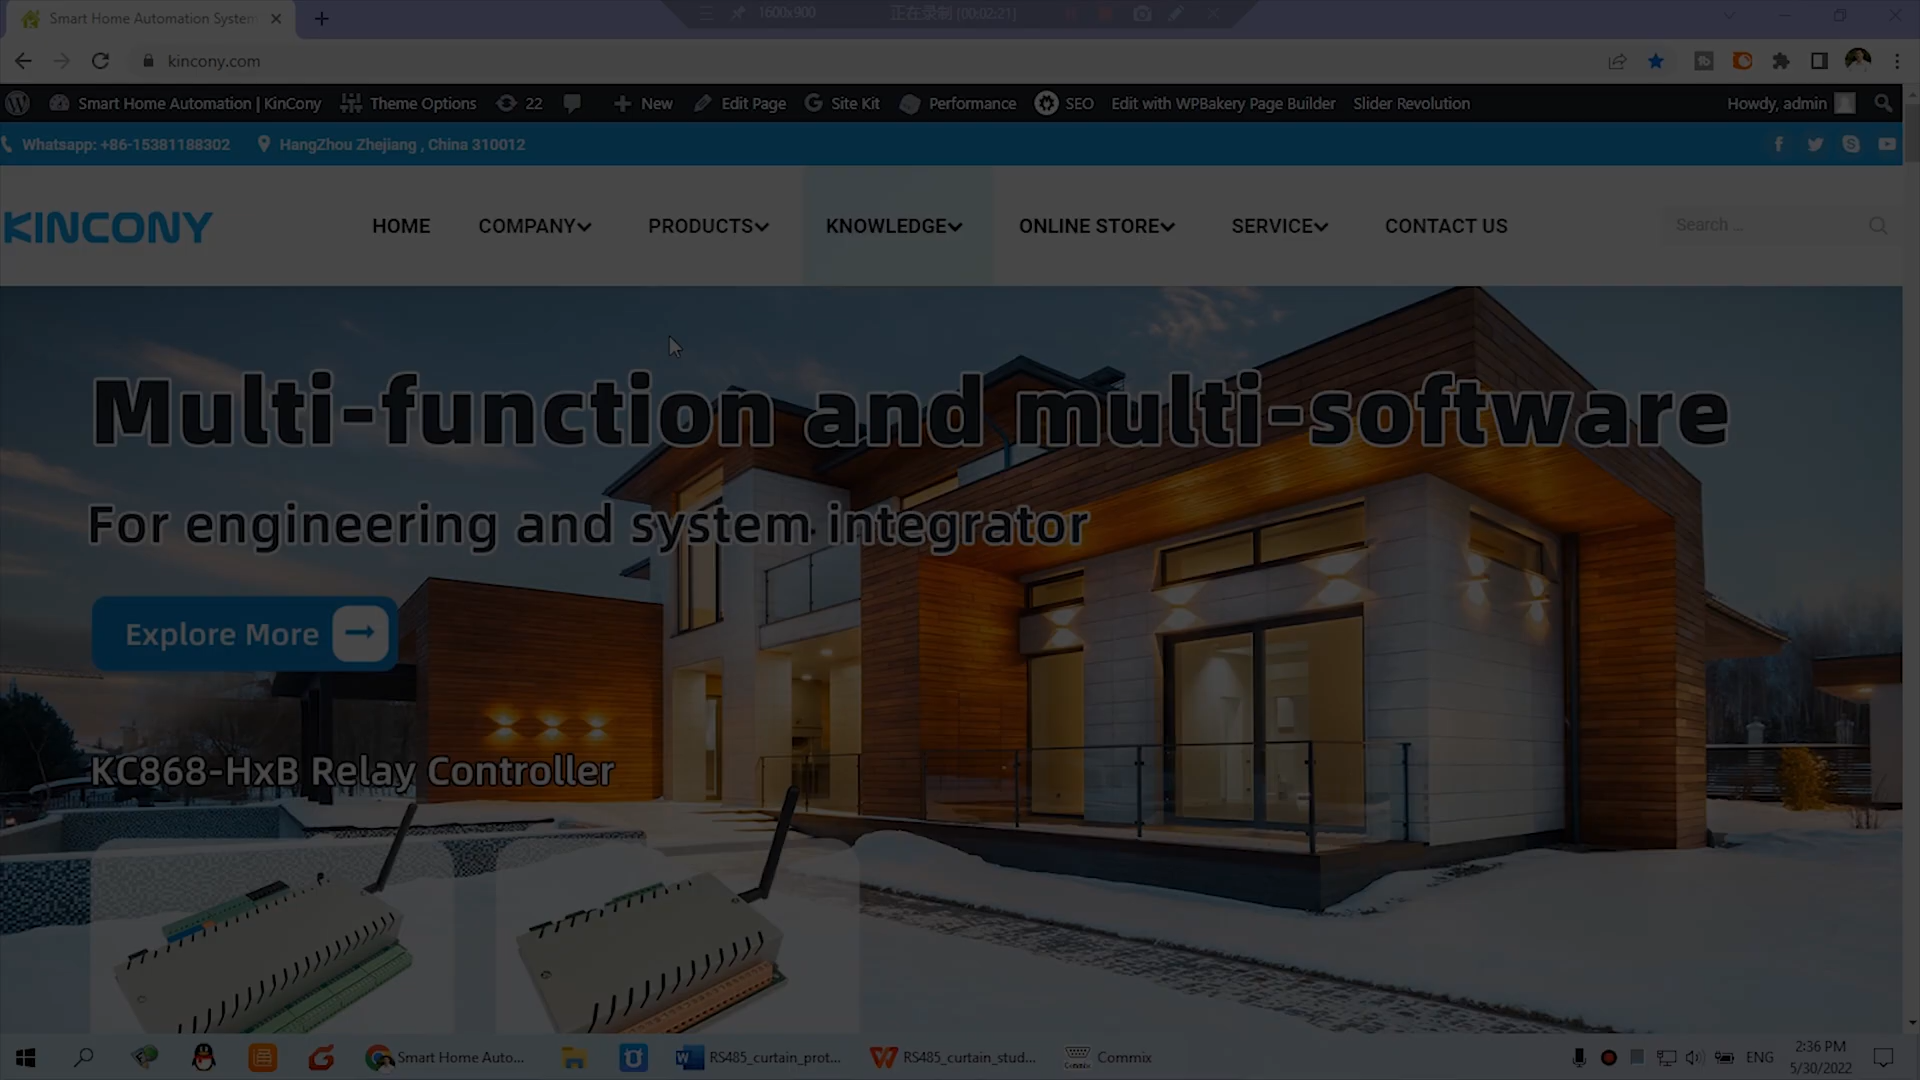 Smart Home Automation System
1600x900
正在录制 [00:02:21]
kincony.com
Smart Home Automation | KinCony
Theme Options
22
New
Edit Page
Site Kit
Performance
SEO
Edit with WPBakery Page Builder
Slider Revolution
Howdy, admin
Whatsapp: +86-15381188302
HangZhou Zhejiang , China 310012
KINCONY
HOME
COMPANY
PRODUCTS
KNOWLEDGE
ONLINE STORE
SERVICE
CONTACT US
Search ...
Multi-function and multi-software
For engineering and system integrator
Explore More
KC868-HxB Relay Controller
Smart Home Auto...
RS485_curtain_prot...
RS485_curtain_stud...
Commix
ENG
2:36 PM
5/30/2022